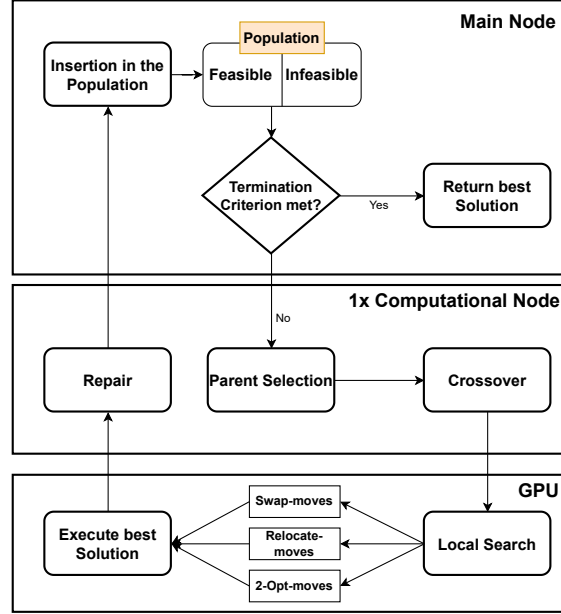 Main Node
Population
Insertion in the
Population
Feasible
Infeasible
Termination
Criterion met?
Yes
Return best
Solution
1x Computational Node
No
Repair
Parent Selection
Crossover
GPU
Swap-moves
Execute best
Solution
Relocate-
moves
Local Search
2-Opt-moves